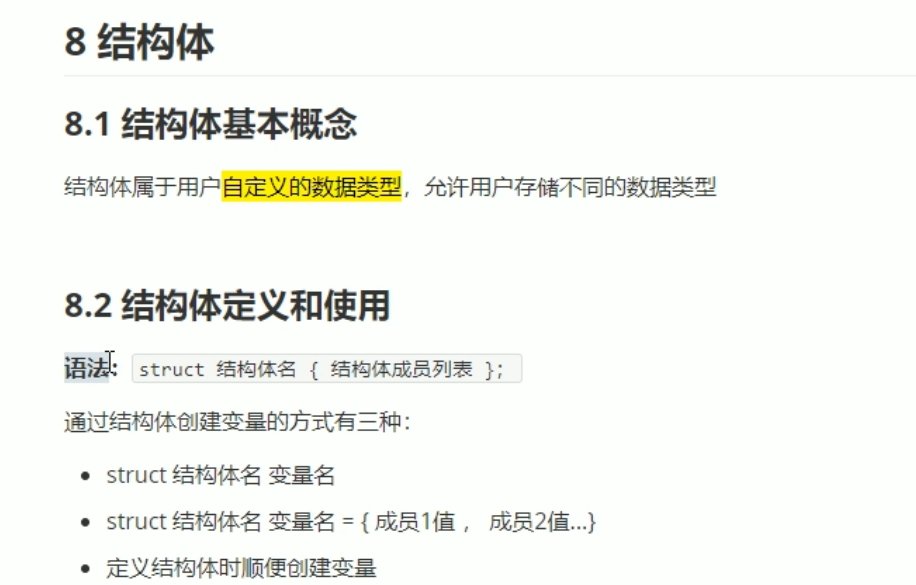 8 结构体
8.1 结构体基本概念
结构体属于用户自定义的数据类型，允许用户存储不同的数据类型
8.2 结构体定义和使用
语法： struct 结构体名 { 结构体成员列表 };
通过结构体创建变量的方式有三种：
• struct 结构体名 变量名
• struct 结构体名 变量名 = { 成员1值 ， 成员2值...}
• 定义结构体时顺便创建变量